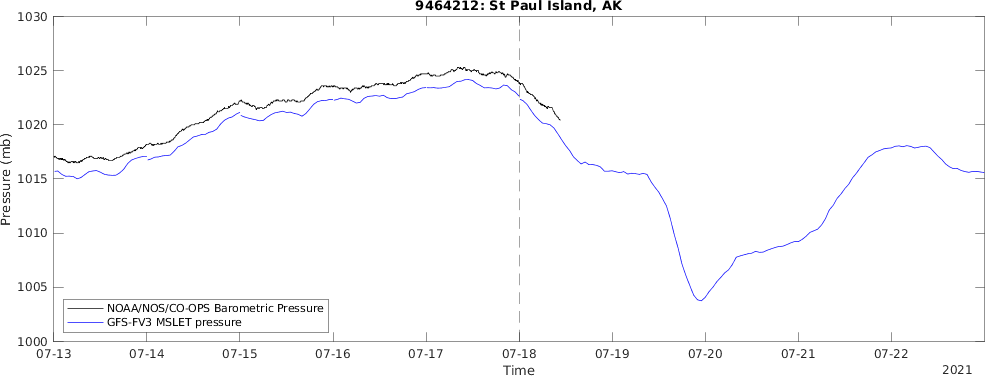 9464212: St Paul Island, AK
1030
1025
1020
1015
1010
1005
1000
Pressure (mb)
NOAA/NOS/CO-OPS Barometric Pressure
GFS-FV3 MSLET pressure
07-13 07-14 07-15 07-16 07-17 07-18 07-19 07-20 07-21 07-22
Time
2021